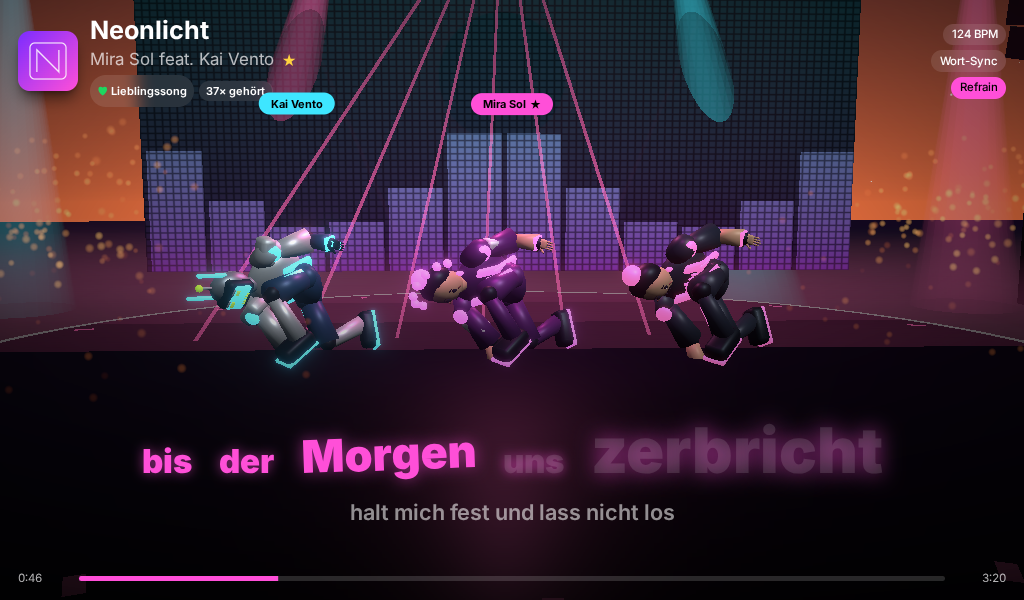 Neonlicht
Mira Sol feat. Kai Vento ★
Lieblingssong
37× gehört
N
124 BPM
Wort-Sync
Refrain
Kai Vento
Mira Sol ★
bis der Morgen uns zerbricht
halt mich fest und lass nicht los
0:46
3:20